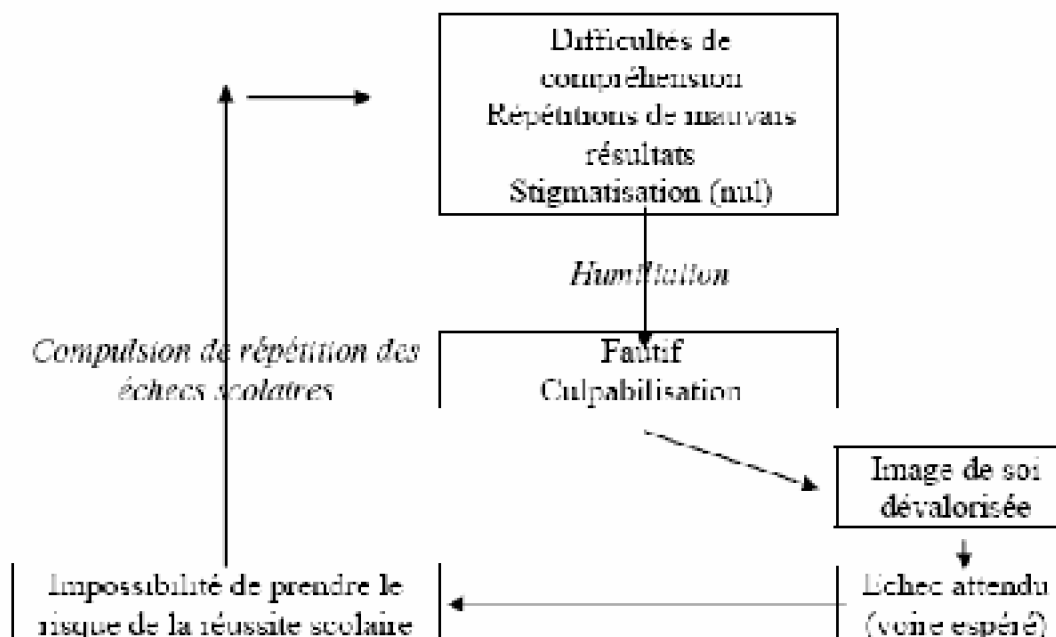 Difficultés de
compréhension
Répétitions de mauvais
résultats
Stigmatisation (nul)
Humiliation
Compulsion de répétition des
échecs scolaires
Fautif
Culpabilisation
Image de soi
dévalorisée
Impossibilité de prendre le
risque de la réussite scolaire
Echec attendu
(voire espéré)